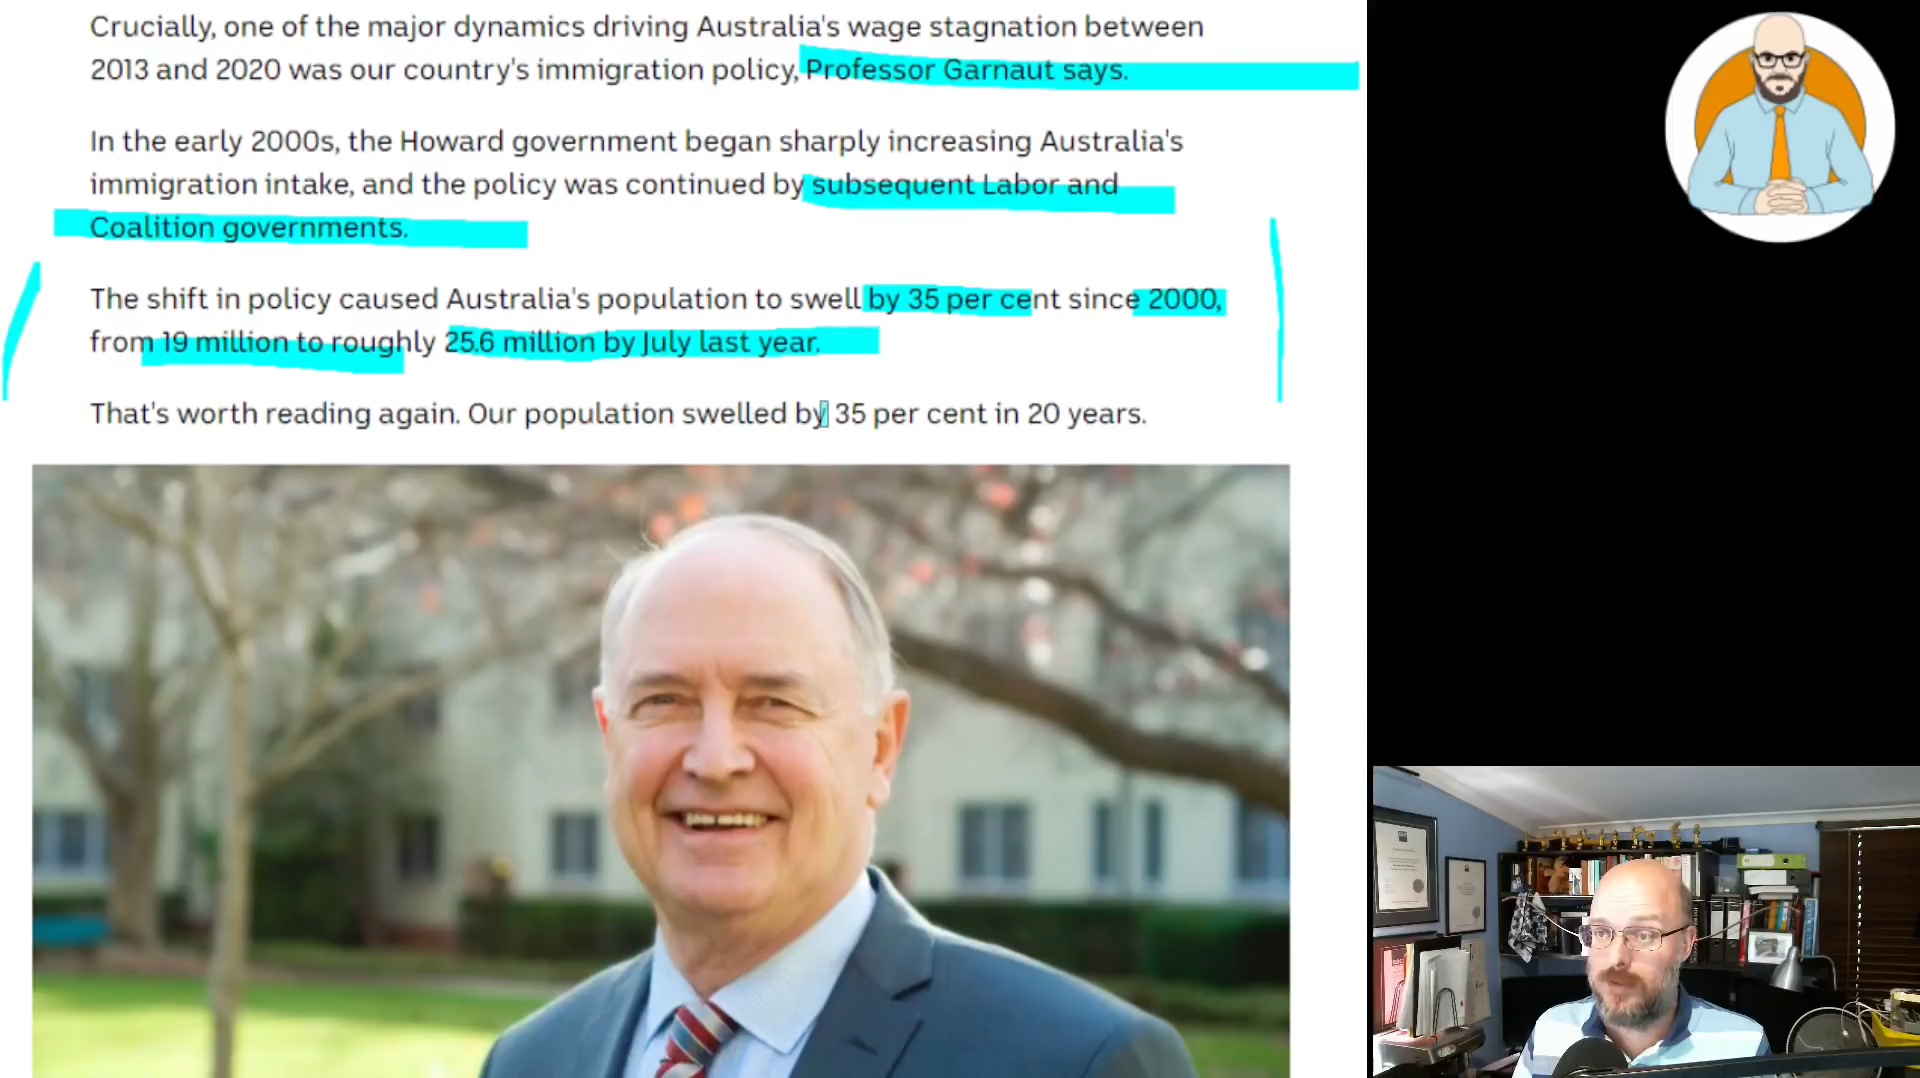 Crucially, one of the major dynamics driving Australia's wage stagnation between
2013 and 2020 was our country's immigration policy, Professor Garnaut says.
In the early 2000s, the Howard government began sharply increasing Australia's
immigration intake, and the policy was continued by subsequent Labor and
Coalition governments.
The shift in policy caused Australia's population to swell by 35 per cent since 2000,
from 19 million to roughly 25.6 million by July last year.
That's worth reading again. Our population swelled by 35 per cent in 20 years.